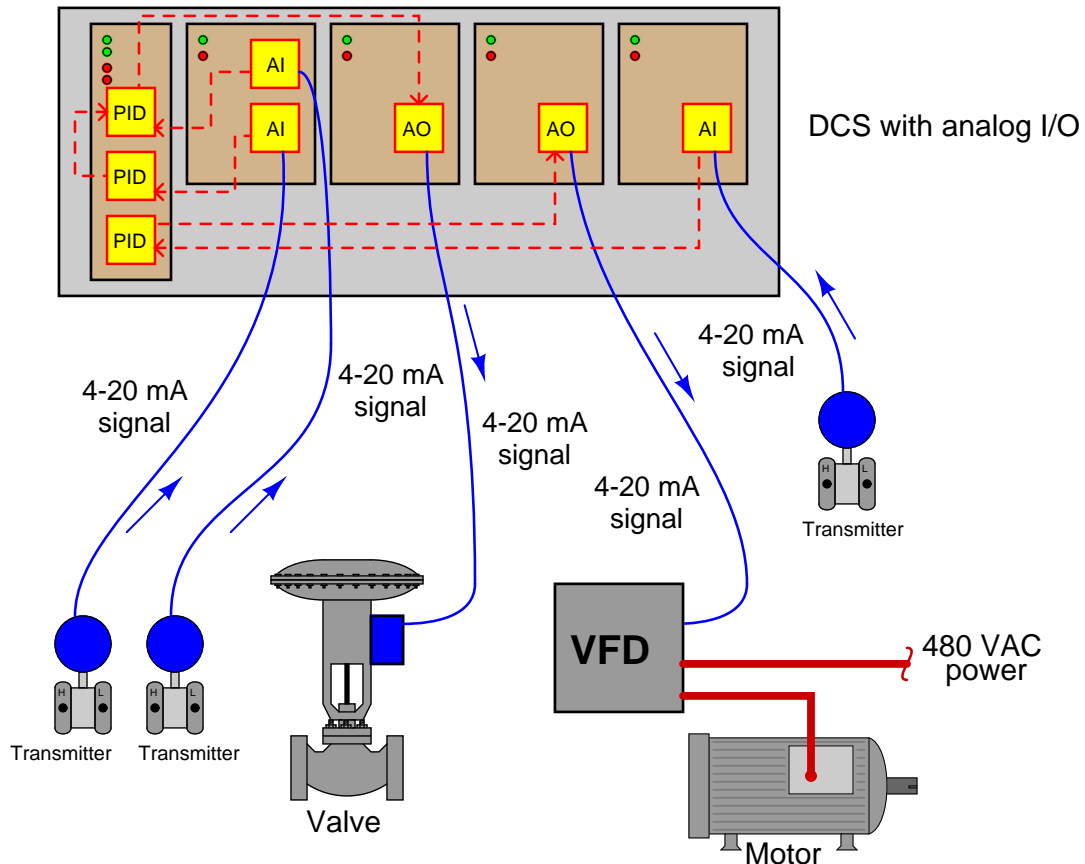 AI
PID
AI
AO
AO
AI
DCS with analog I/O
PID
PID
4-20 mA
signal
4-20 mA
signal
4-20 mA
signal
4-20 mA
signal
4-20 mA
signal
H
L
Transmitter
H
L
Transmitter
H
L
Transmitter
Valve
VFD
480 VAC
power
Motor